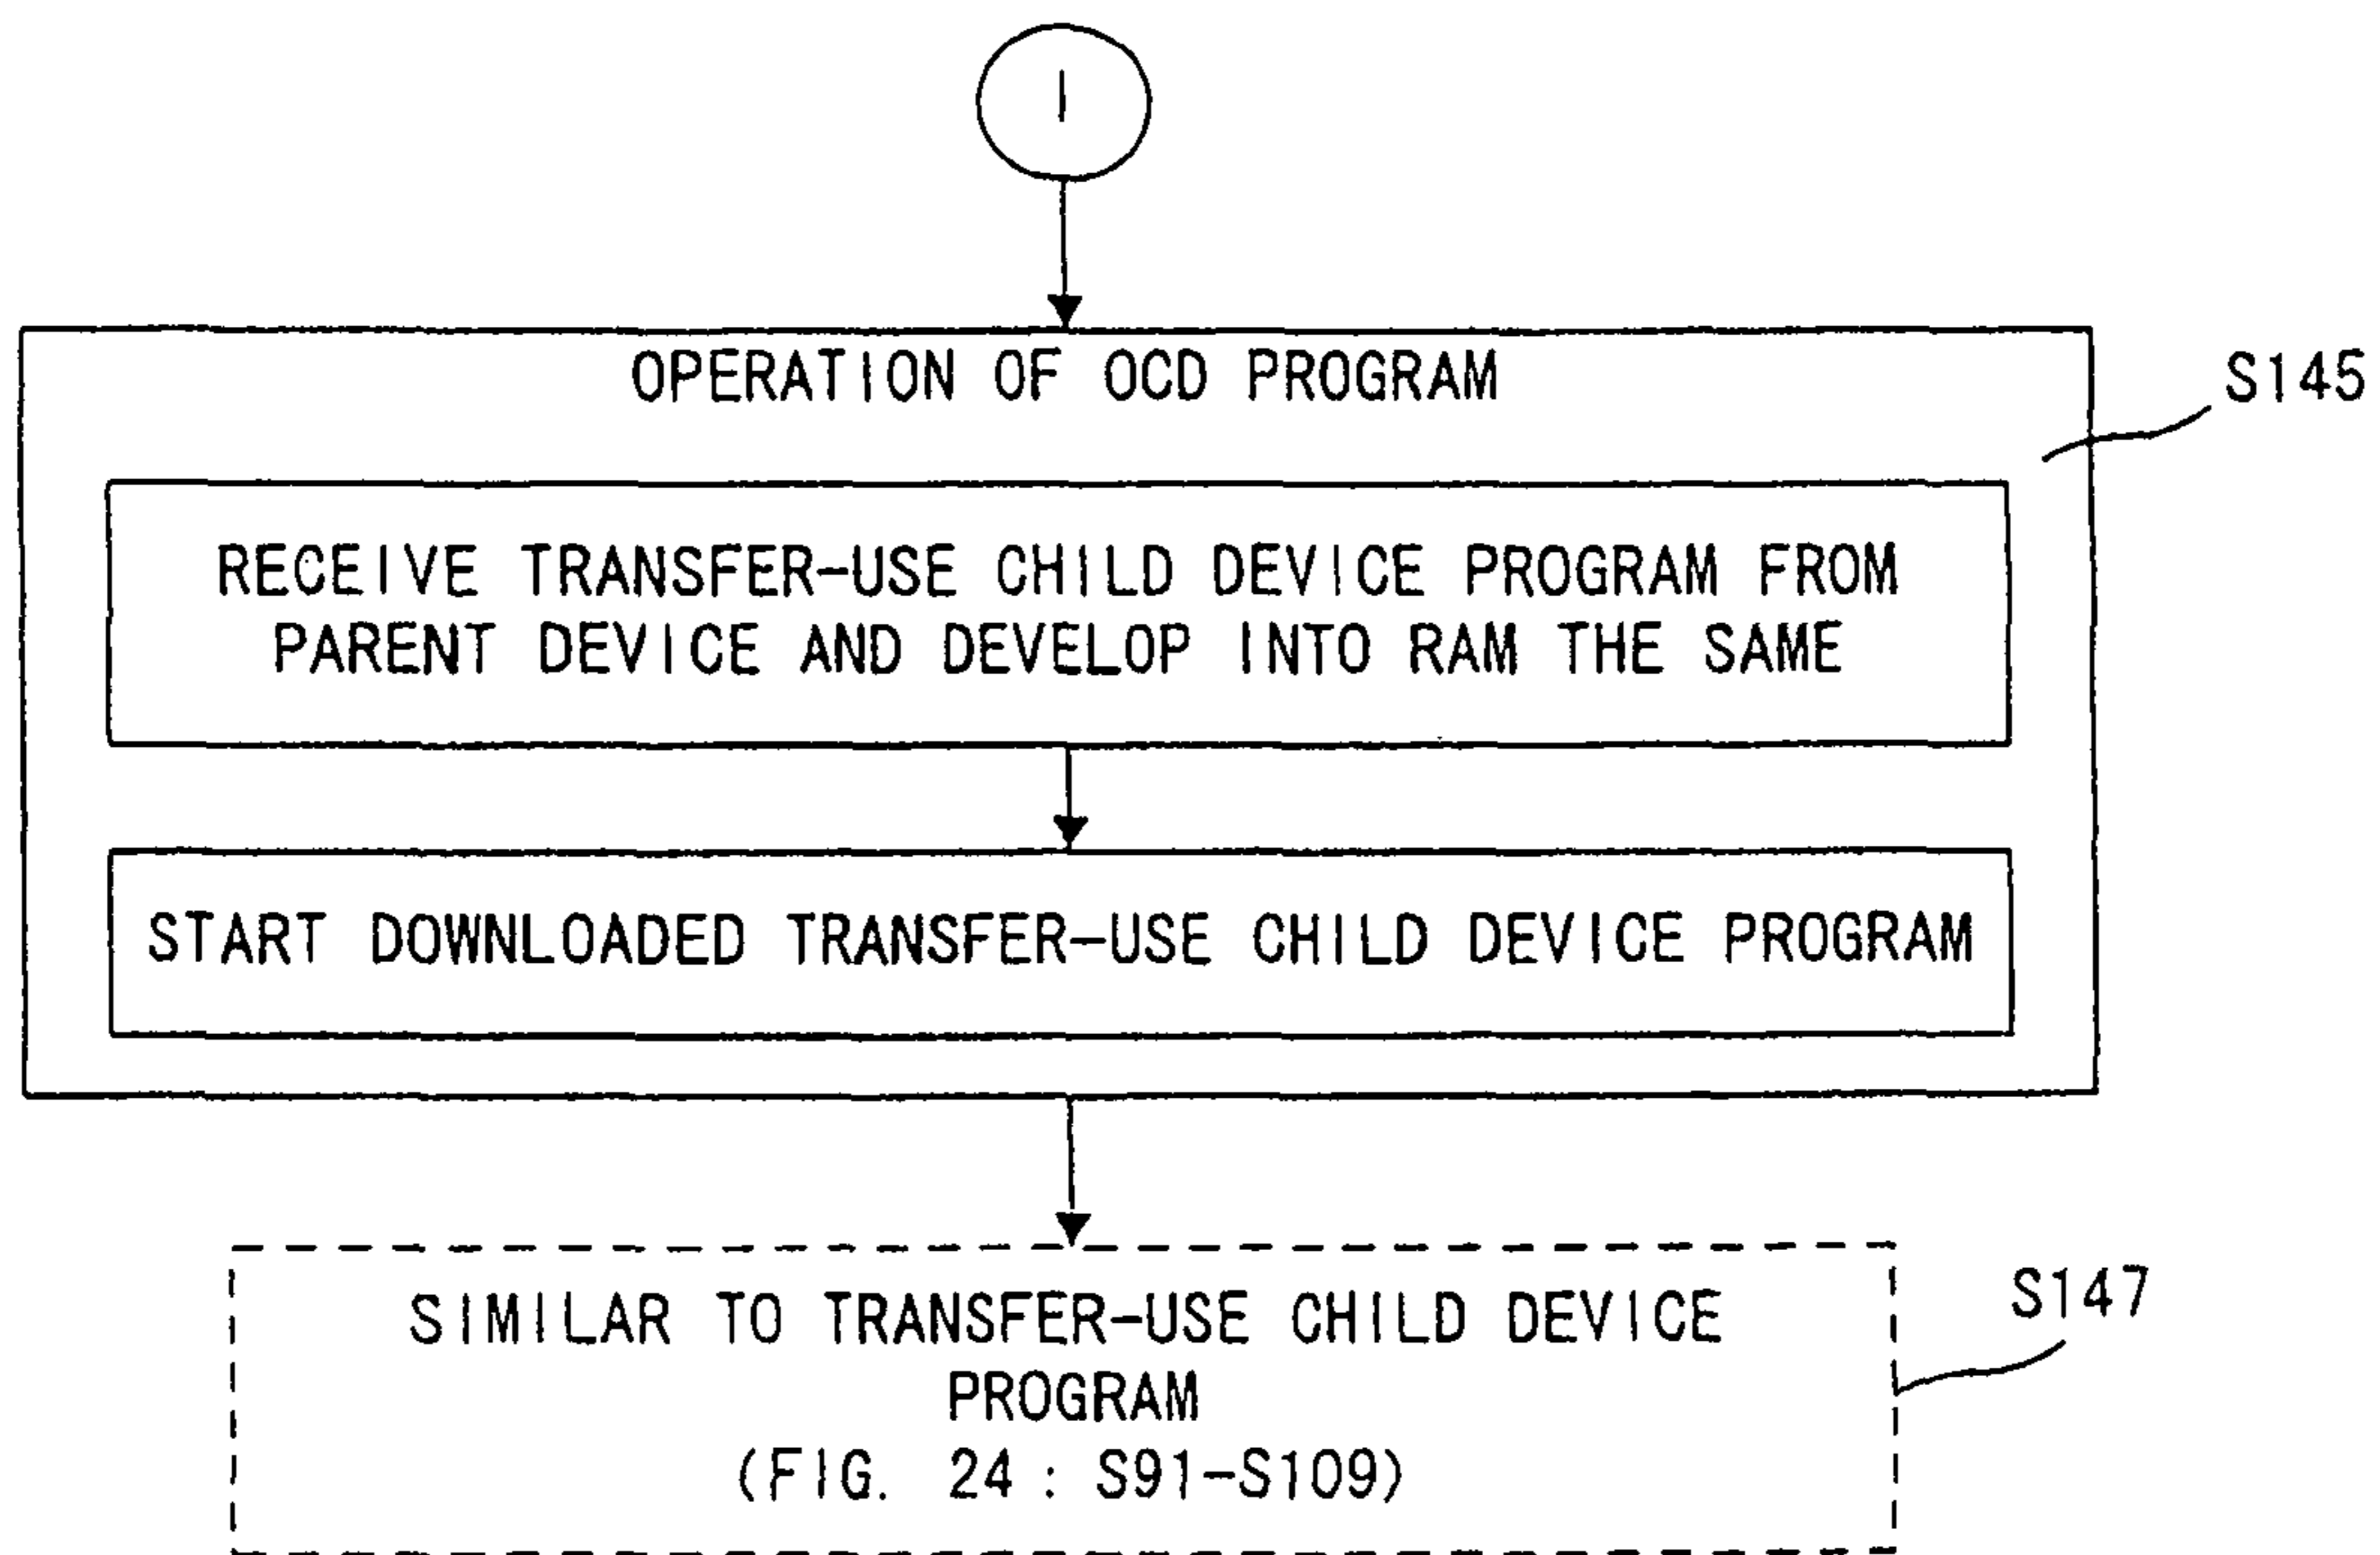 I
OPERATION OF OCD PROGRAM
S145
RECEIVE TRANSFER-USE CHILD DEVICE PROGRAM FROM
PARENT DEVICE AND DEVELOP INTO RAM THE SAME
START DOWNLOADED TRANSFER-USE CHILD DEVICE PROGRAM
S147
SIMILAR TO TRANSFER-USE CHILD DEVICE
PROGRAM
(FIG. 24 : S91-S109)